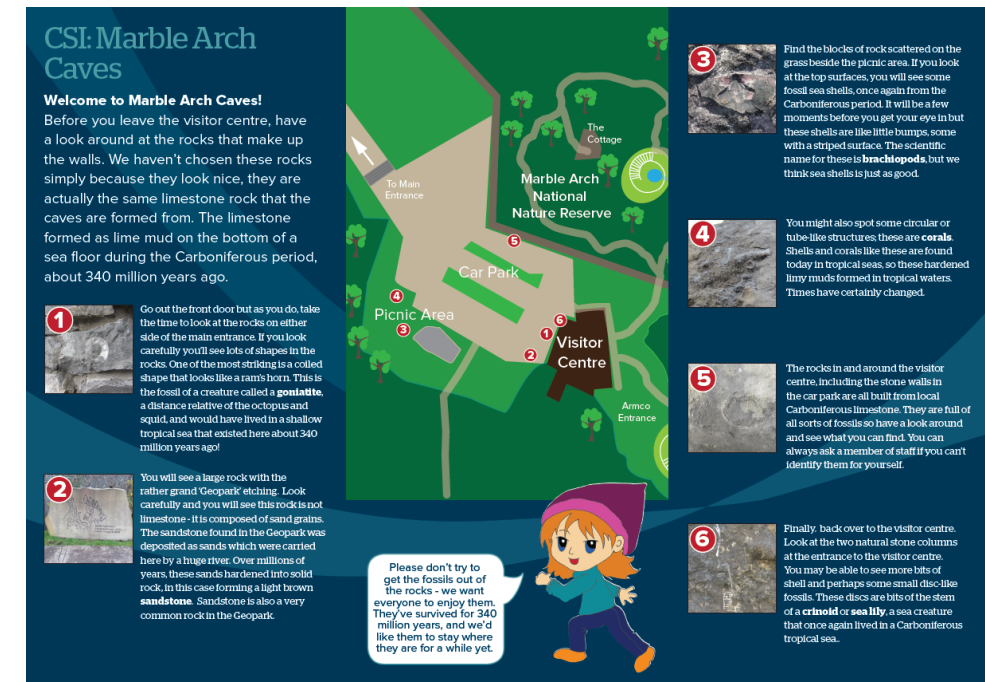 CSI: Marble Arch
Caves
Welcome to Marble Arch Caves!
Before you leave the visitor centre, have
a look around at the rocks that make up
the walls. We haven't chosen these rocks
simply because they look nice, they are
actually the same limestone rock that the
caves are formed from. The limestone
formed as lime mud on the bottom of a
sea floor during the Carboniferous period,
about 340 million years ago.
1
Go out the front door but as you do, take
the time to look at the rocks on either
side of the main entrance. If you look
carefully you'll see lots of shapes in the
rocks. One of the most striking is a coiled
shape that looks like a ram's horn. This is
the fossil of a creature called a goniatite,
a distance relative of the octopus and
squid, and would have lived in a shallow
tropical sea that existed here about 340
million years ago!
2
You will see a large rock with the
rather grand 'Geopark' etching. Look
carefully and you will see this rock is not
limestone - it is composed of sand grains.
The sandstone found in the Geopark was
deposited as sands which were carried
here by a huge river. Over millions of
years, these sands hardened into solid
rock, in this case forming a light brown
sandstone. Sandstone is also a very
common rock in the Geopark.
The
Cottage
To Main
Entrance
Marble Arch
National
Nature Reserve
5
Car Park
4
Picnic Area
3
6
1
2
Visitor
Centre
Armco
Entrance
Please don't try to
get the fossils out of
the rocks - we want
everyone to enjoy them.
They've survived for 340
million years, and we'd
like them to stay where
they are for a while yet.
3
Find the blocks of rock scattered on the
grass beside the picnic area. If you look
at the top surfaces, you will see some
fossil sea shells, once again from the
Carboniferous period. It will be a few
moments before you get your eye in but
these shells are like little bumps, some
with a striped surface. The scientific
name for these is brachiopods, but we
think sea shells is just as good.
4
You might also spot some circular or
tube-like structures; these are corals.
Shells and corals like these are found
today in tropical seas, so these hardened
limy muds formed in tropical waters.
Times have certainly changed.
5
The rocks in and around the visitor
centre, including the stone walls in
the car park are all built from local
Carboniferous limestone. They are full of
all sorts of fossils so have a look around
and see what you can find. You can
always ask a member of staff if you can't
identify them for yourself.
6
Finally. back over to the visitor centre.
Look at the two natural stone columns
at the entrance to the visitor centre.
You may be able to see more bits of
shell and perhaps some small disc-like
fossils. These discs are bits of the stem
of a crinoid or sea lily, a sea creature
that once again lived in a Carboniferous
tropical sea..